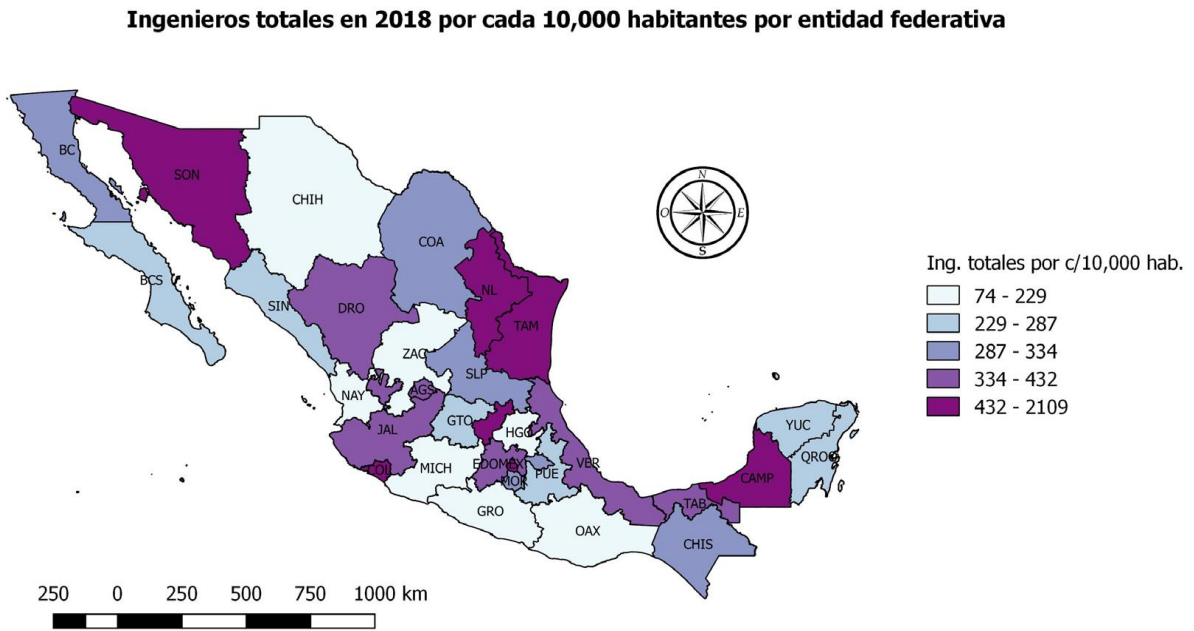 Ingenieros totales en 2018 por cada 10,000 habitantes por entidad federativa
BC
SON
CHIH
COA
BCS
SIN
DRO
NL
TAM
ZAC
SLP
NAY
AGS
JAL
GTO
HGO
COL
MICH
EDOMEX
MOR
PUE
VER
GRO
OAX
TAB
CHIS
CAMP
YUC
QROO
N
O
E
S
Ing. totales por c/10,000 hab.
74 - 229
229 - 287
287 - 334
334 - 432
432 - 2109
250 0 250 500 750 1000 km